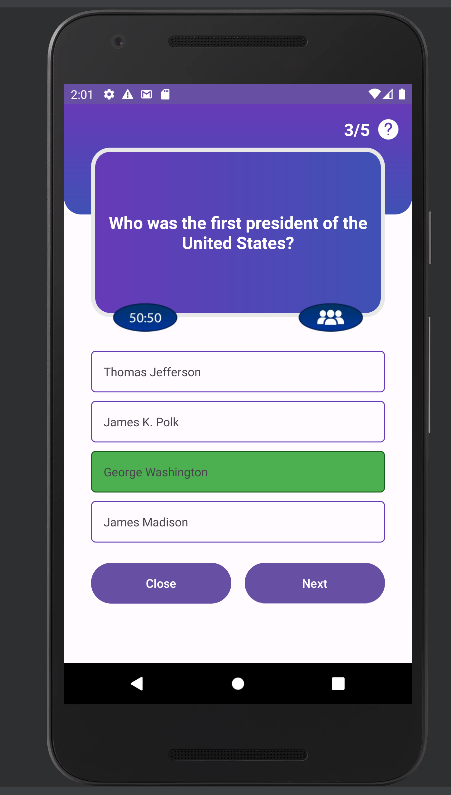 2:01
3/5 ?
Who was the first president of the
United States?
50:50
Thomas Jefferson
James K. Polk
George Washington
James Madison
Close Next